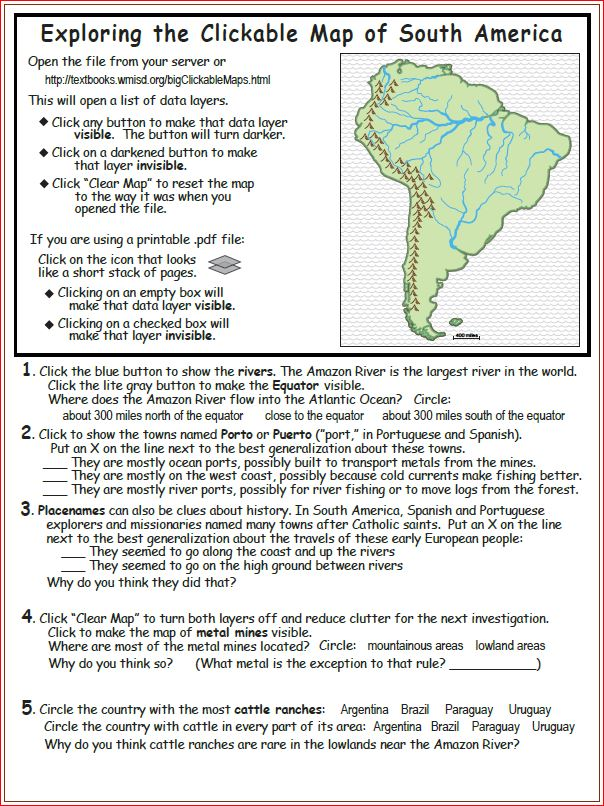 Exploring the Clickable Map of South America
Open the file from your server or
http://textbooks.wmisd.org/bigClickableMaps.html
This will open a list of data layers.
◆ Click any button to make that data layer
visible. The button will turn darker.
◆ Click on a darkened button to make
that layer invisible.
◆ Click “Clear Map” to reset the map
to the way it was when you
opened the file.
If you are using a printable .pdf file:
Click on the icon that looks
like a short stack of pages.
◆ Clicking on an empty box will
make that data layer visible.
◆ Clicking on a checked box will
make that layer invisible.
400 miles
1. Click the blue button to show the rivers. The Amazon River is the largest river in the world.
Click the lite gray button to make the Equator visible.
Where does the Amazon River flow into the Atlantic Ocean? Circle:
about 300 miles north of the equator close to the equator about 300 miles south of the equator
2. Click to show the towns named Porto or Puerto (”port,” in Portuguese and Spanish).
Put an X on the line next to the best generalization about these towns.
___ They are mostly ocean ports, possibly built to transport metals from the mines.
___ They are mostly on the west coast, possibly because cold currents make fishing better.
___ They are mostly river ports, possibly for river fishing or to move logs from the forest.
3. Placenames can also be clues about history. In South America, Spanish and Portuguese
explorers and missionaries named many towns after Catholic saints. Put an X on the line
next to the best generalization about the travels of these early European people:
___ They seemed to go along the coast and up the rivers
___ They seemed to go on the high ground between rivers
Why do you think they did that?
4. Click “Clear Map” to turn both layers off and reduce clutter for the next investigation.
Click to make the map of metal mines visible.
Where are most of the metal mines located? Circle: mountainous areas lowland areas
Why do you think so? (What metal is the exception to that rule? ____________)
5. Circle the country with the most cattle ranches: Argentina Brazil Paraguay Uruguay
Circle the country with cattle in every part of its area: Argentina Brazil Paraguay Uruguay
Why do you think cattle ranches are rare in the lowlands near the Amazon River?